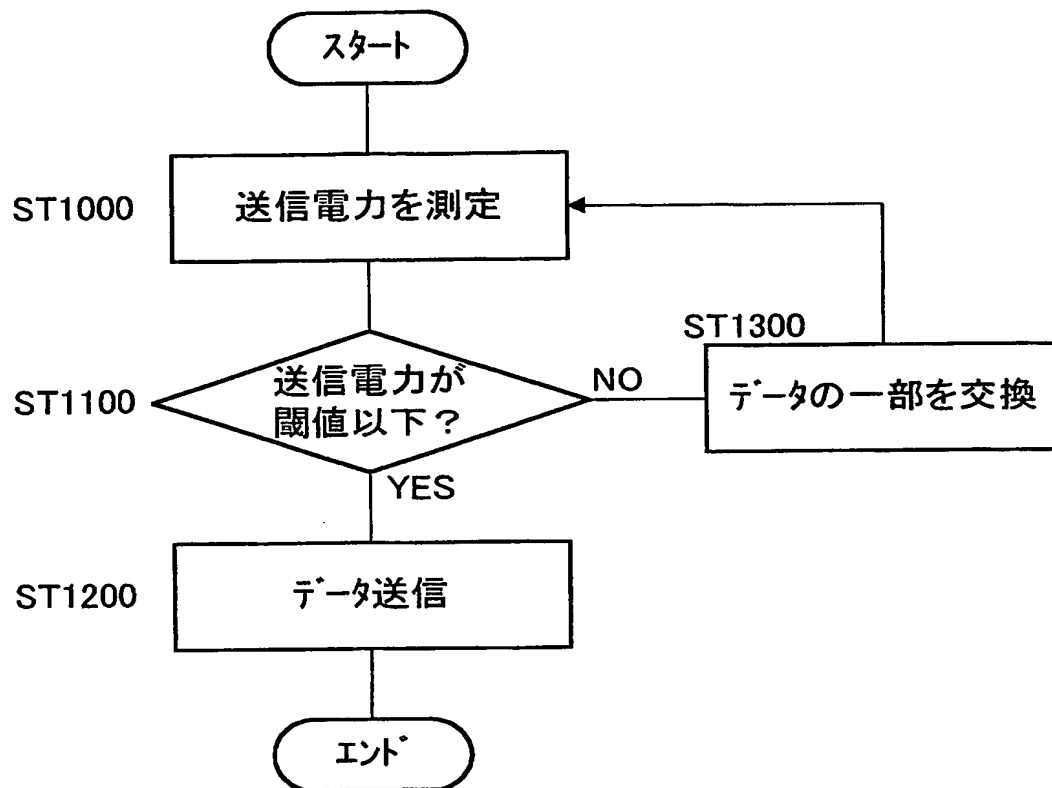 スタート
ST1000
送信電力を測定
ST1300
ST1100
送信電力が
閾値以下？
NO
データの一部を交換
YES
ST1200
データ送信
エンド